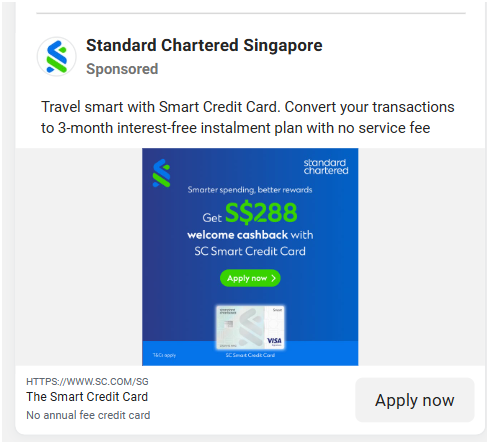 Standard Chartered Singapore
Sponsored
Travel smart with Smart Credit Card. Convert your transactions
to 3-month interest-free instalment plan with no service fee
standard
chartered
Smarter spending, better rewards
Get S$288
welcome cashback with
SC Smart Credit Card
Apply now
standard
chartered
Smart
VISA
T&Cs apply
SC Smart Credit Card
HTTPS://WWW.SC.COM/SG
The Smart Credit Card
No annual fee credit card
Apply now